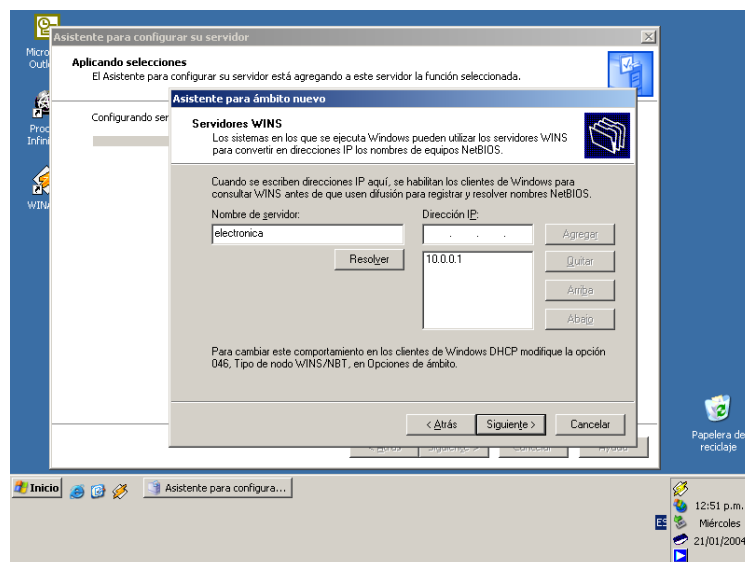 Micro
Outl
Proc
Infini
WIN
Asistente para configurar su servidor
Aplicando selecciones
El Asistente para configurar su servidor está agregando a este servidor la función seleccionada.
Configurando ser
Asistente para ámbito nuevo
Servidores WINS
Los sistemas en los que se ejecuta Windows pueden utilizar los servidores WINS
para convertir en direcciones IP los nombres de equipos NetBIOS.
Cuando se escriben direcciones IP aquí, se habilitan los clientes de Windows para
consultar WINS antes de que usen difusión para registrar y resolver nombres NetBIOS.
Nombre de servidor:
Dirección IP:
electronica
. . .
Agregar
Resolver
10.0.0.1
Quitar
Arriba
Abajo
Para cambiar este comportamiento en los clientes de Windows DHCP modifique la opción
046, Tipo de nodo WINS/NBT, en Opciones de ámbito.
< Atrás
Siguiente >
Cancelar
Papelera de
reciclaje
Inicio
Asistente para configura...
ES
12:51 p.m.
Miércoles
21/01/2004